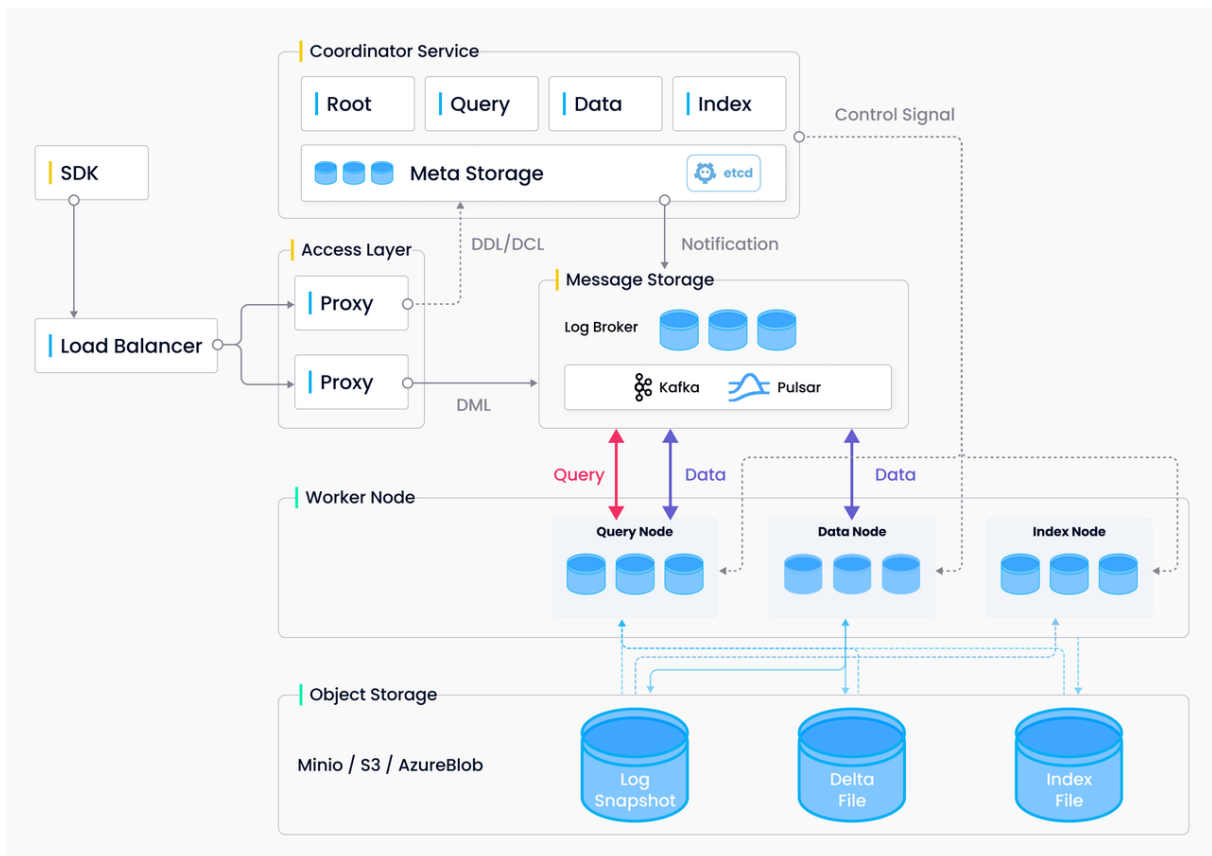 Coordinator Service
Root
Query
Data
Index
Control Signal
SDK
Meta Storage
etcd
Access Layer
DDL/DCL
Notification
Message Storage
Proxy
Log Broker
Load Balancer
Proxy
Kafka
Pulsar
DML
Query
Data
Data
Worker Node
Query Node
Data Node
Index Node
Object Storage
Minio / S3 / AzureBlob
Log
Snapshot
Delta
File
Index
File